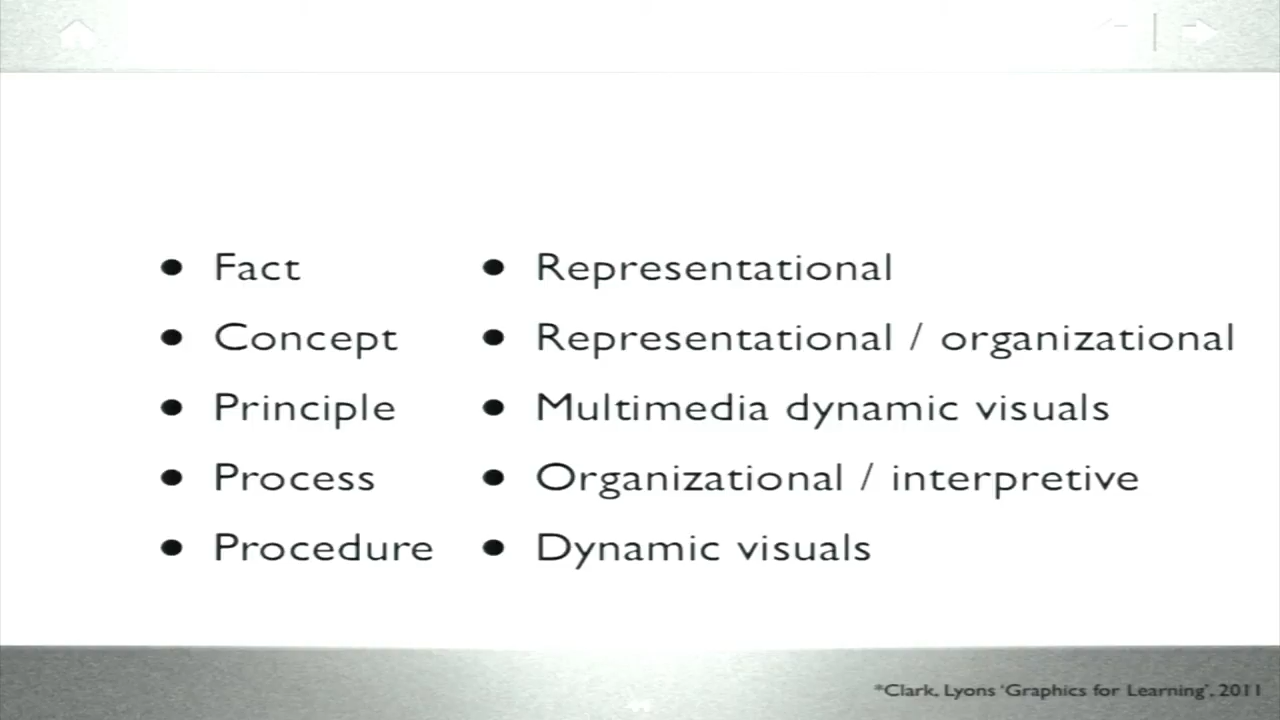 • Fact • Representational
• Concept • Representational / organizational
• Principle • Multimedia dynamic visuals
• Process • Organizational / interpretive
• Procedure • Dynamic visuals
*Clark, Lyons ‘Graphics for Learning’, 2011